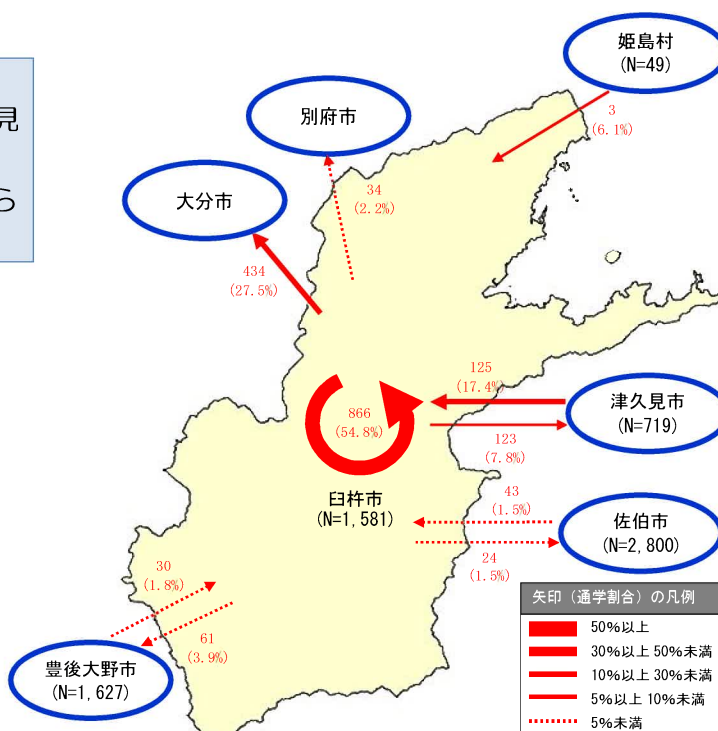 見
ら
姫島村
(N=49)
3
(6.1%)
別府市
34
(2.2%)
大分市
434
(27.5%)
125
(17.4%)
津久見市
(N=719)
123
(7.8%)
866
(54.8%)
臼杵市
(N=1,581)
43
(1.5%)
佐伯市
(N=2,800)
24
(1.5%)
30
(1.8%)
61
(3.9%)
豊後大野市
(N=1,627)
矢印（通学割合）の凡例
50%以上
30%以上 50%未満
10%以上 30%未満
5%以上 10%未満
5%未満